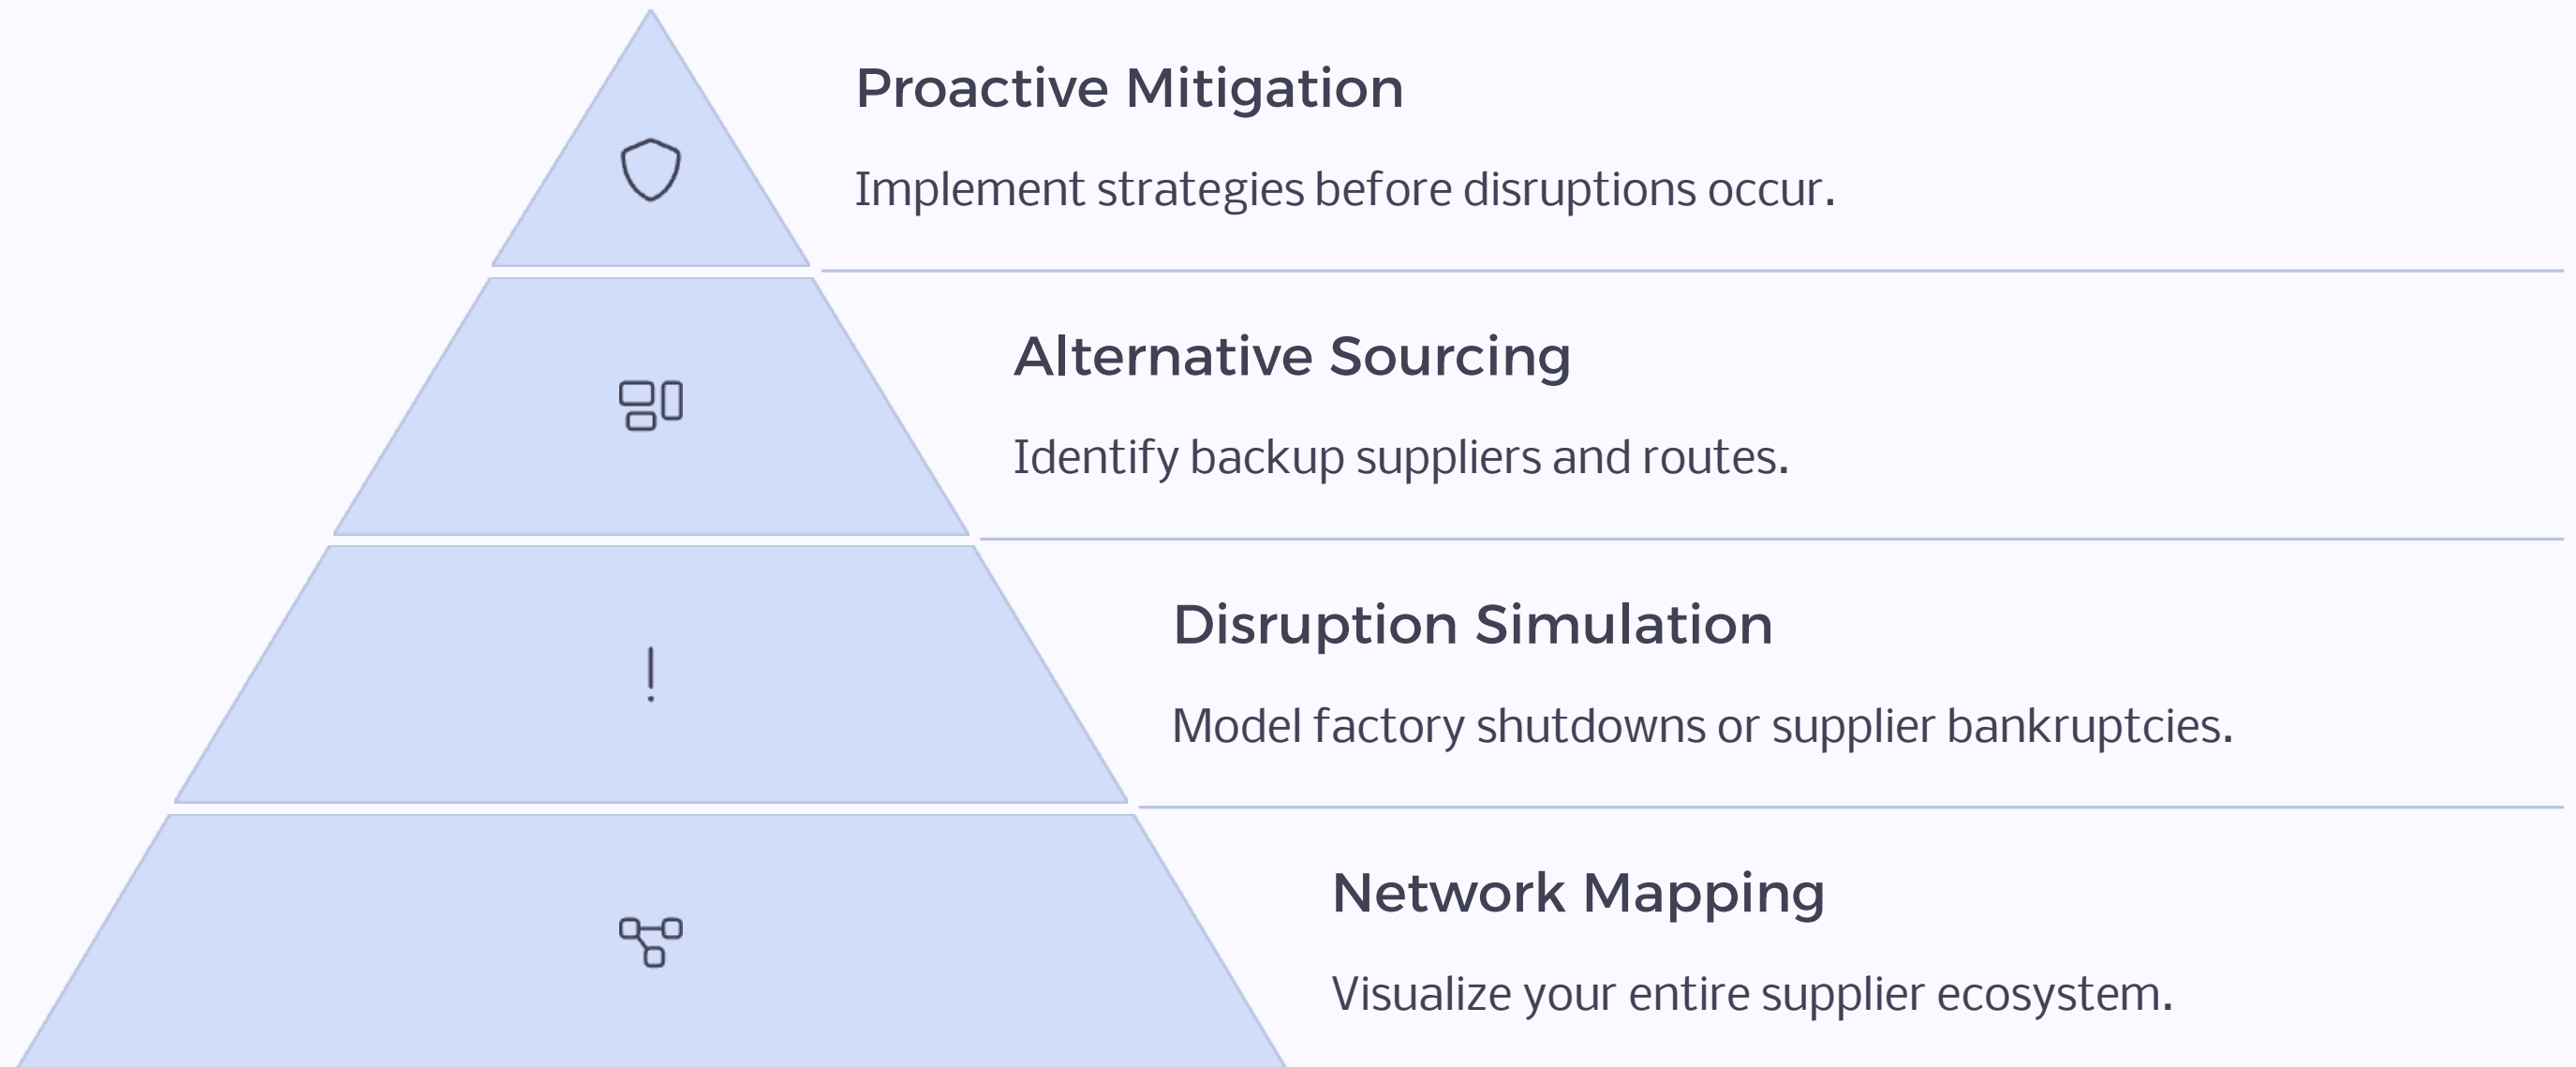 Proactive Mitigation
Implement strategies before disruptions occur.
Alternative Sourcing
Identify backup suppliers and routes.
Disruption Simulation
Model factory shutdowns or supplier bankruptcies.
Network Mapping
Visualize your entire supplier ecosystem.